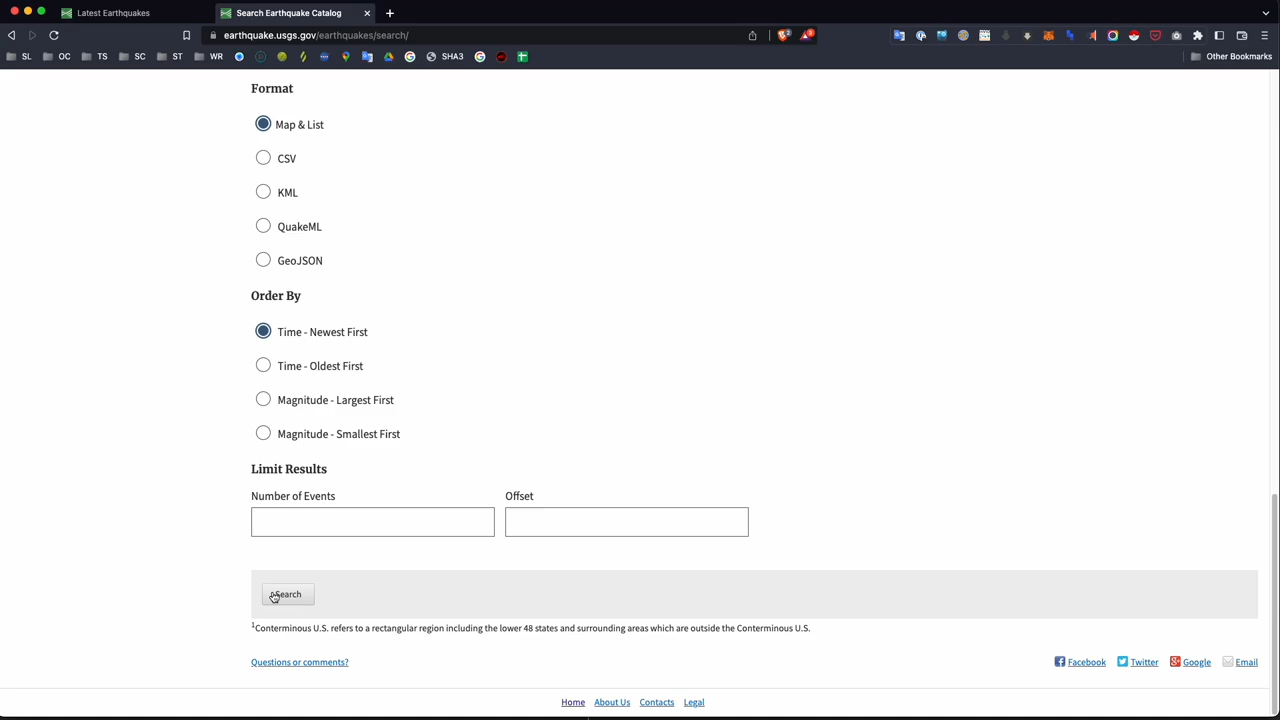 Latest Earthquakes
Search Earthquake Catalog
earthquake.usgs.gov/earthquakes/search/
SL
OC
TS
SC
ST
WR
SHA3
Other Bookmarks
Format
Map & List
CSV
KML
QuakeML
GeoJSON
Order By
Time - Newest First
Time - Oldest First
Magnitude - Largest First
Magnitude - Smallest First
Limit Results
Number of Events
Offset
Search
1Conterminous U.S. refers to a rectangular region including the lower 48 states and surrounding areas which are outside the Conterminous U.S.
Questions or comments?
Facebook
Twitter
Google
Email
Home
About Us
Contacts
Legal